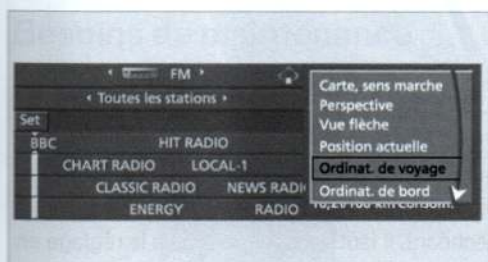 FM
Toutes les stations
Set
BBC HIT RADIO
CHART RADIO LOCAL-1
CLASSIC RADIO NEWS RADI
ENERGY RADIO
Carte, sens marche
Perspective
Vue flèche
Position actuelle
Ordinat. de voyage
Ordinat. de bord